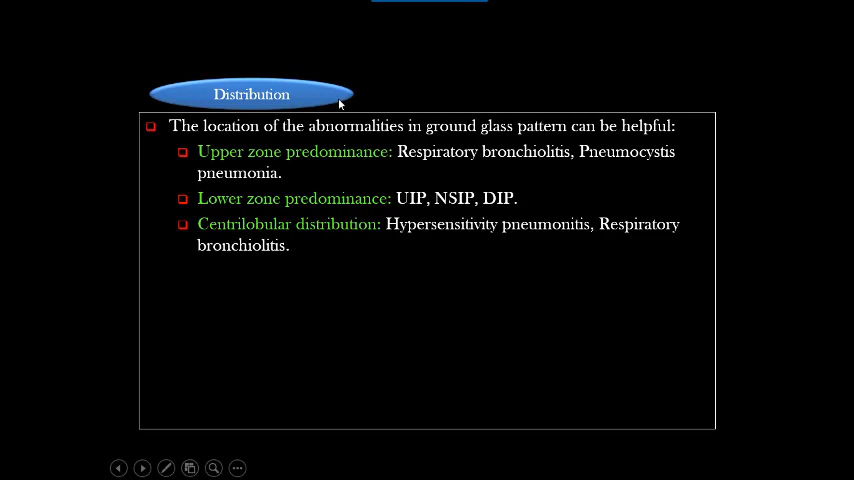 Distribution
The location of the abnormalities in ground glass pattern can be helpful:
Upper zone predominance: Respiratory bronchiolitis, Pneumocystis
pneumonia.
Lower zone predominance: UIP, NSIP, DIP.
Centrilobular distribution: Hypersensitivity pneumonitis, Respiratory
bronchiolitis.